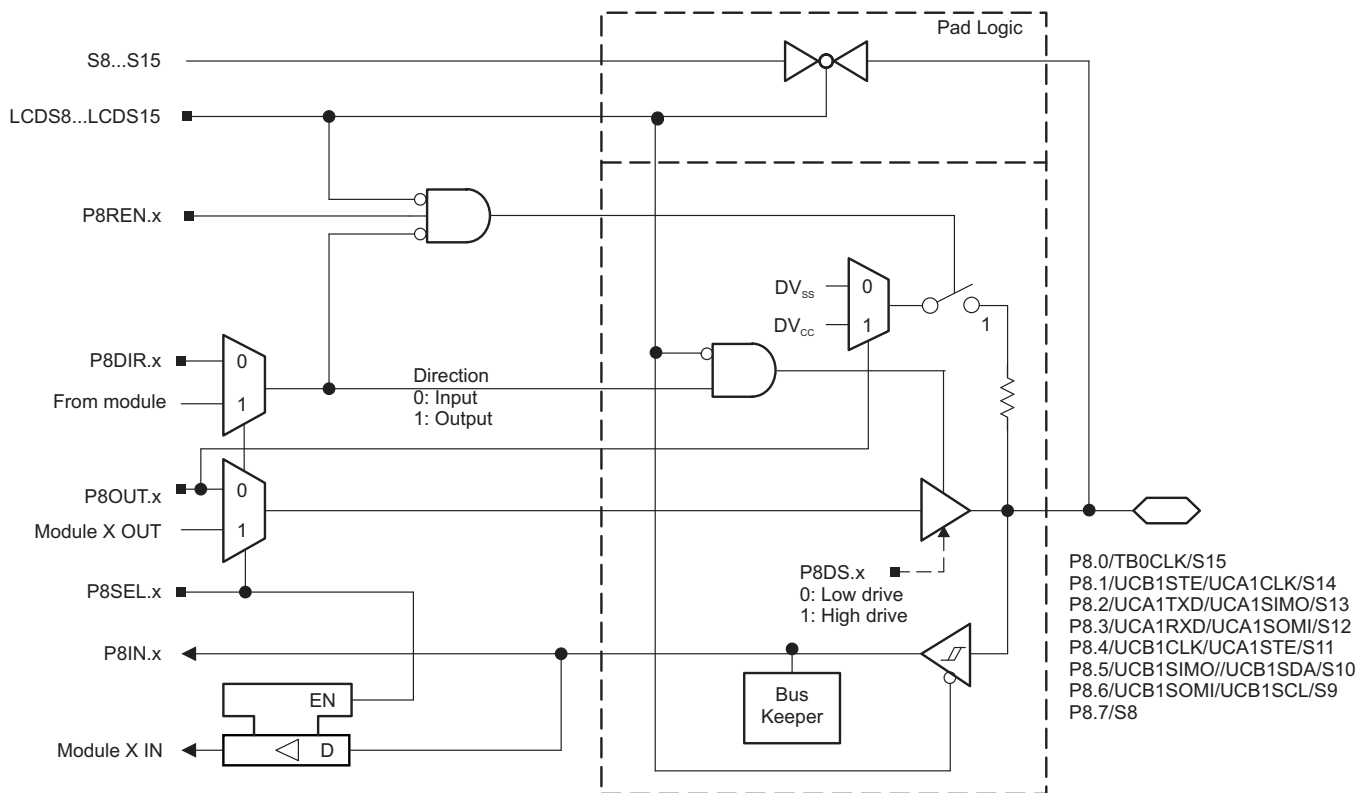 Pad Logic
S8...S15
LCDS8...LCDS15
P8REN.x
DVSS
0
DVCC
1
1
P8DIR.x
0
From module
1
Direction
0: Input
1: Output
P8OUT.x
0
Module X OUT
1
P8SEL.x
P8DS.x
0: Low drive
1: High drive
P8IN.x
EN
Module X IN
D
Bus
Keeper
P8.0/TB0CLK/S15
P8.1/UCB1STE/UCA1CLK/S14
P8.2/UCA1TXD/UCA1SIMO/S13
P8.3/UCA1RXD/UCA1SOMI/S12
P8.4/UCB1CLK/UCA1STE/S11
P8.5/UCB1SIMO//UCB1SDA/S10
P8.6/UCB1SOMI/UCB1SCL/S9
P8.7/S8